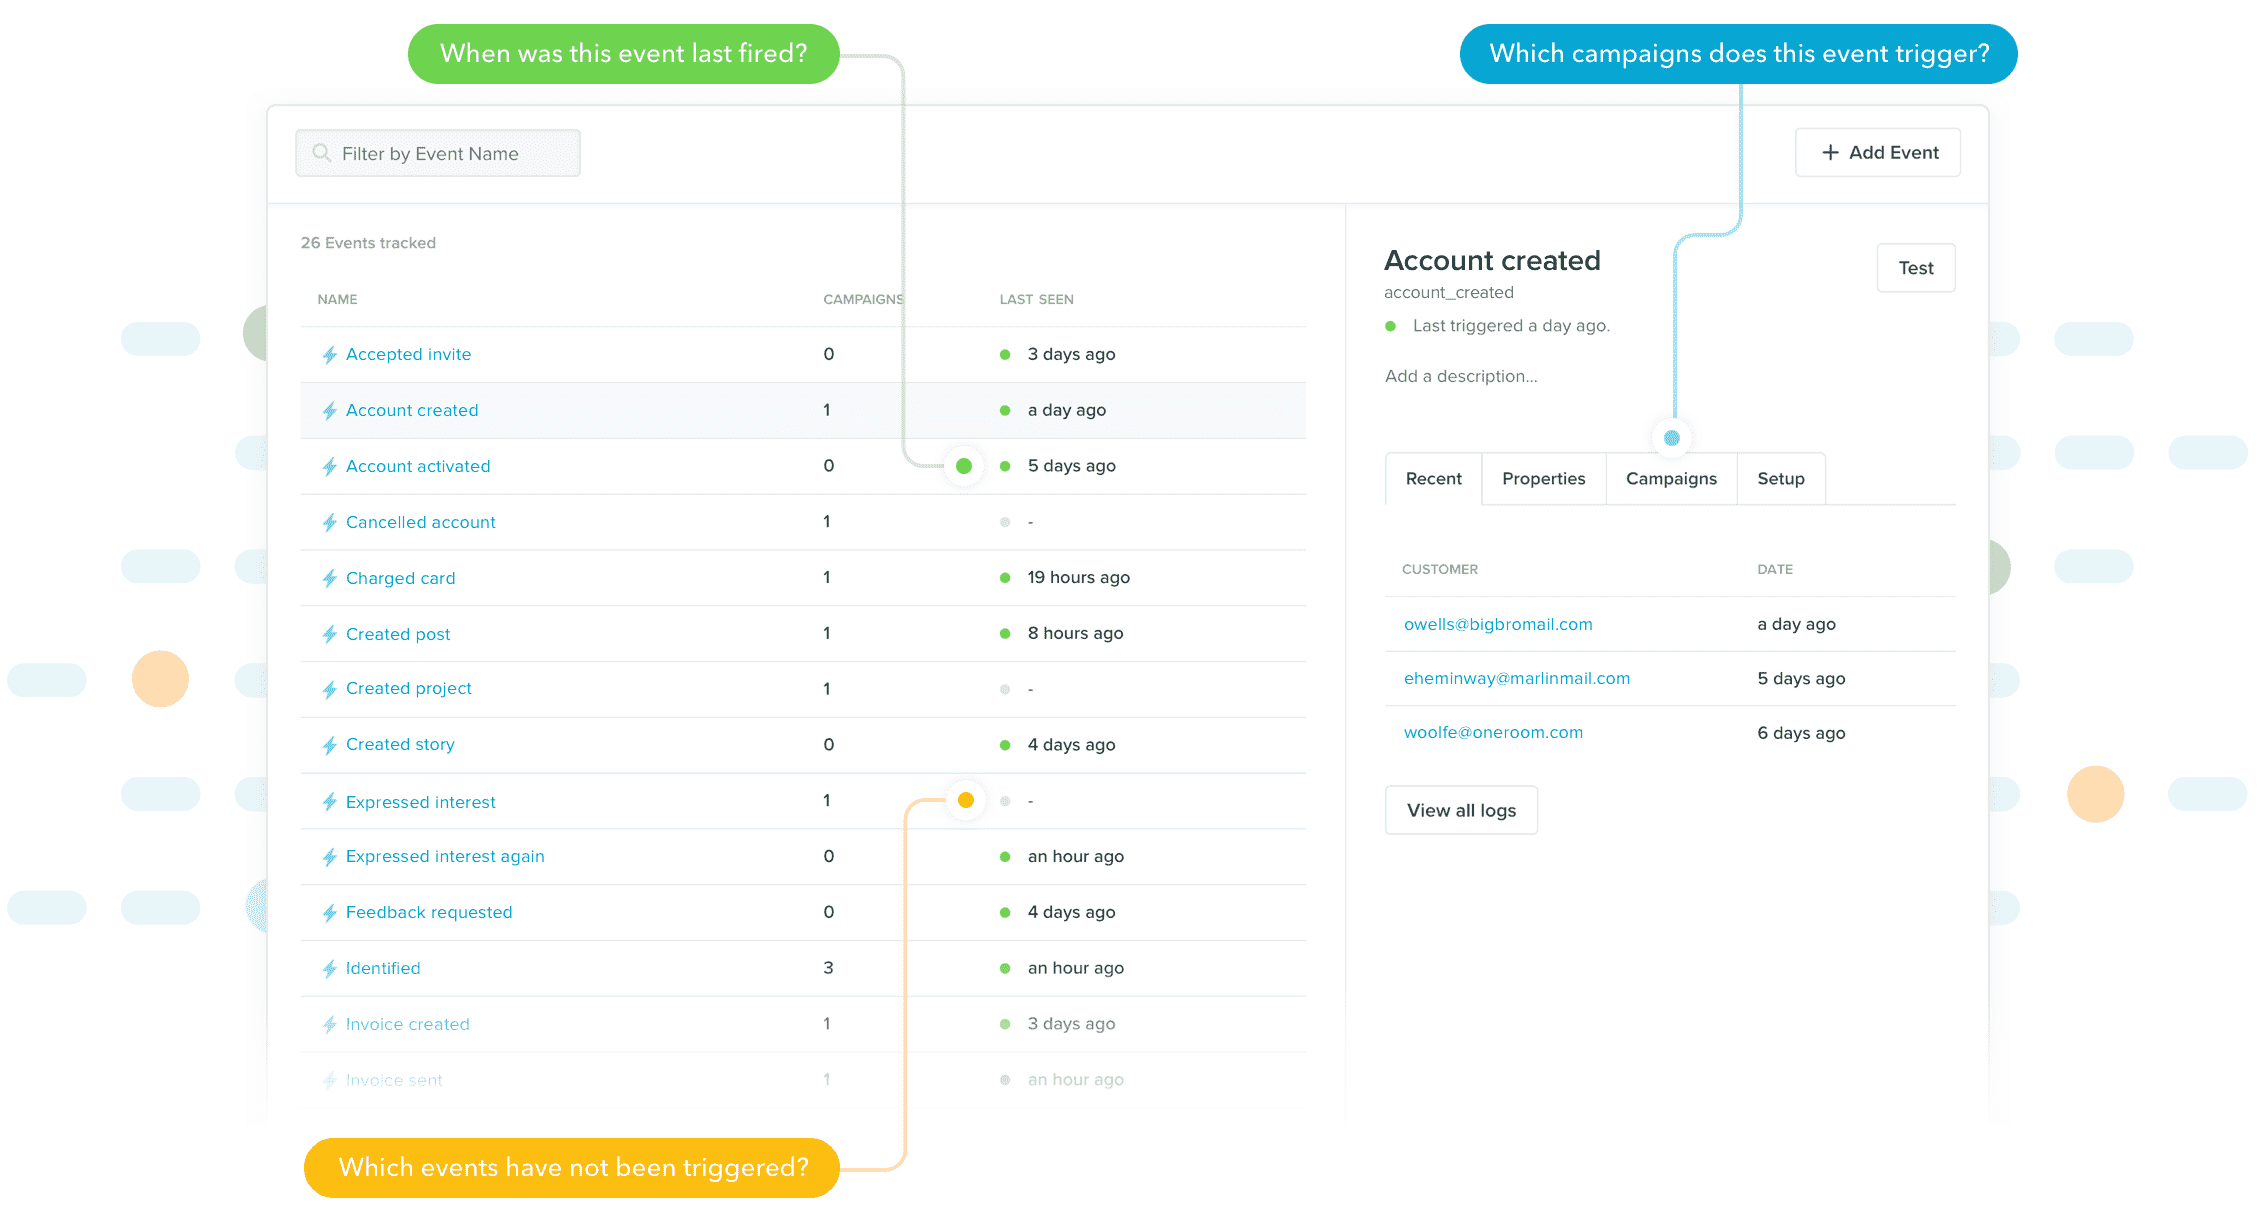 When was this event last fired?
Which campaigns does this event trigger?
Filter by Event Name
+ Add Event
26 Events tracked
NAME CAMPAIGNS LAST SEEN
Accepted invite 0 3 days ago
Account created 1 a day ago
Account activated 0 5 days ago
Cancelled account 1 -
Charged card 1 19 hours ago
Created post 1 8 hours ago
Created project 1 -
Created story 0 4 days ago
Expressed interest 1 -
Expressed interest again 0 an hour ago
Feedback requested 0 4 days ago
Identified 3 an hour ago
Invoice created 1 3 days ago
Invoice sent 1 an hour ago
Account created
Test
account_created
Last triggered a day ago.
Add a description...
Recent Properties Campaigns Setup
CUSTOMER DATE
owells@bigbromail.com a day ago
eheminway@marlinmail.com 5 days ago
woolfe@oneroom.com 6 days ago
View all logs
Which events have not been triggered?